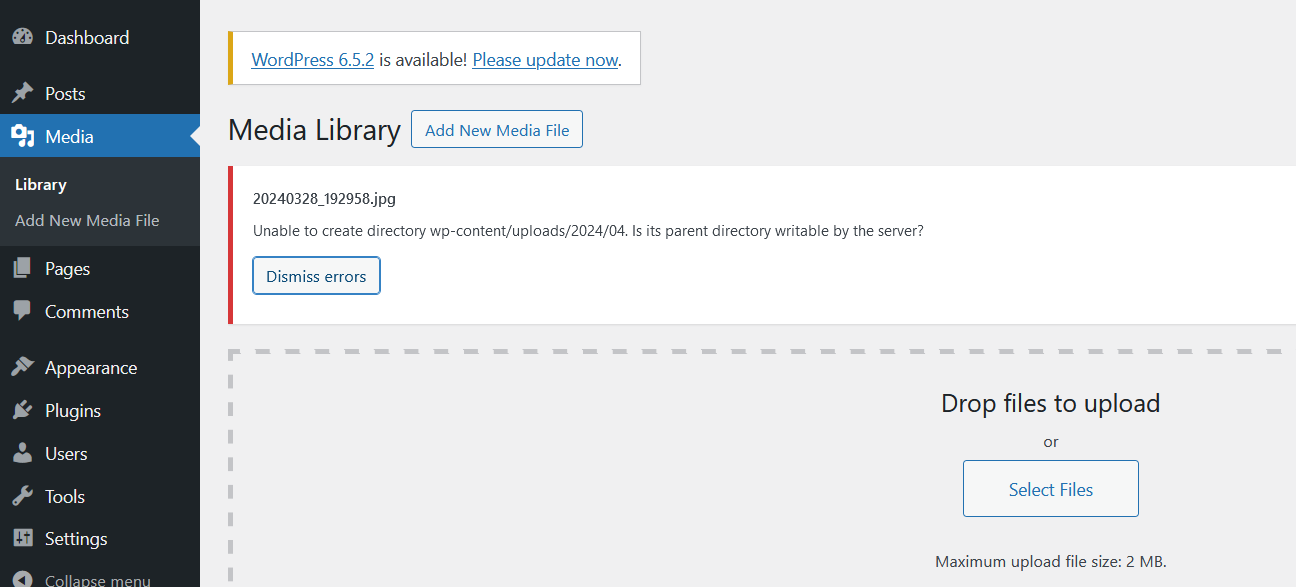 Dashboard
Posts
Media
Library
Add New Media File
Pages
Comments
Appearance
Plugins
Users
Tools
Settings
Collapse menu
WordPress 6.5.2 is available! Please update now.
Media Library
Add New Media File
20240328_192958.jpg
Unable to create directory wp-content/uploads/2024/04. Is its parent directory writable by the server?
Dismiss errors
Drop files to upload
or
Select Files
Maximum upload file size: 2 MB.